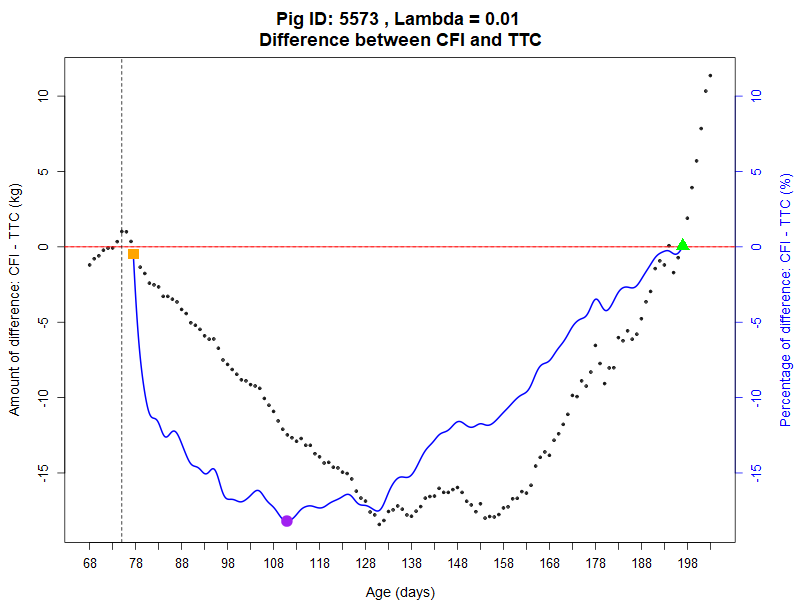 Pig ID: 5573 , Lambda = 0.01
Difference between CFI and TTC
Amount of difference: CFI - TTC (kg)
10
5
0
-5
-10
-15
10
5
0
-5
-10
-15
Percentage of difference: CFI - TTC (%)
68 78 88 98 108 118 128 138 148 158 168 178 188 198
Age (days)